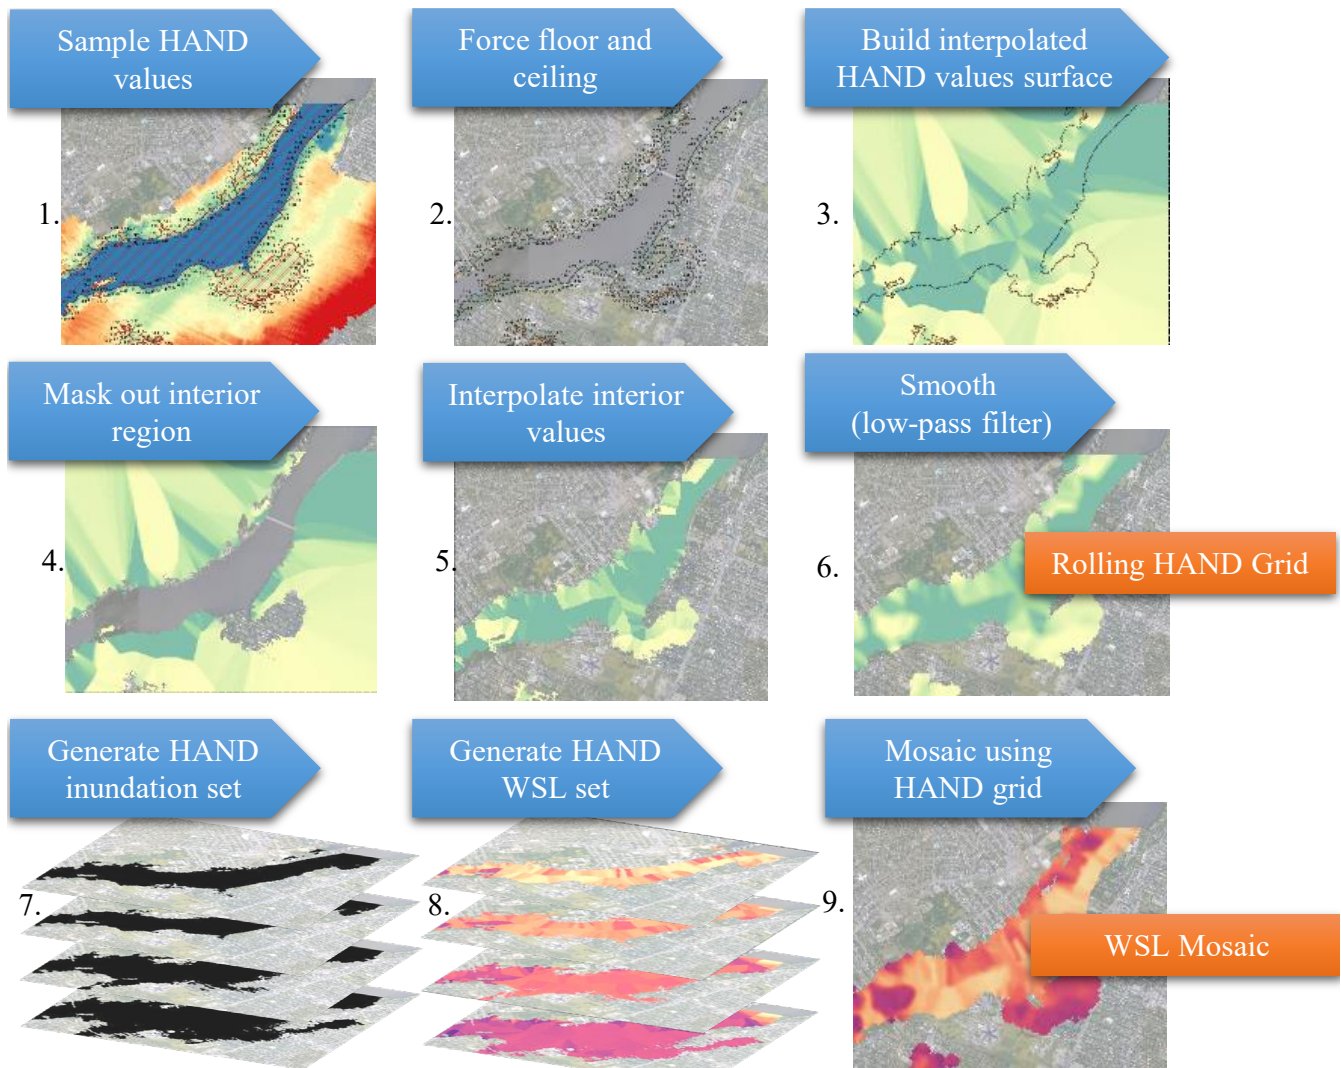 Sample HAND
values
1.
Force floor and
ceiling
2.
Build interpolated
HAND values surface
3.
Mask out interior
region
4.
Interpolate interior
values
5.
Smooth
(low-pass filter)
6.
Rolling HAND Grid
Generate HAND
inundation set
7.
Generate HAND
WSL set
8.
Mosaic using
HAND grid
9.
WSL Mosaic